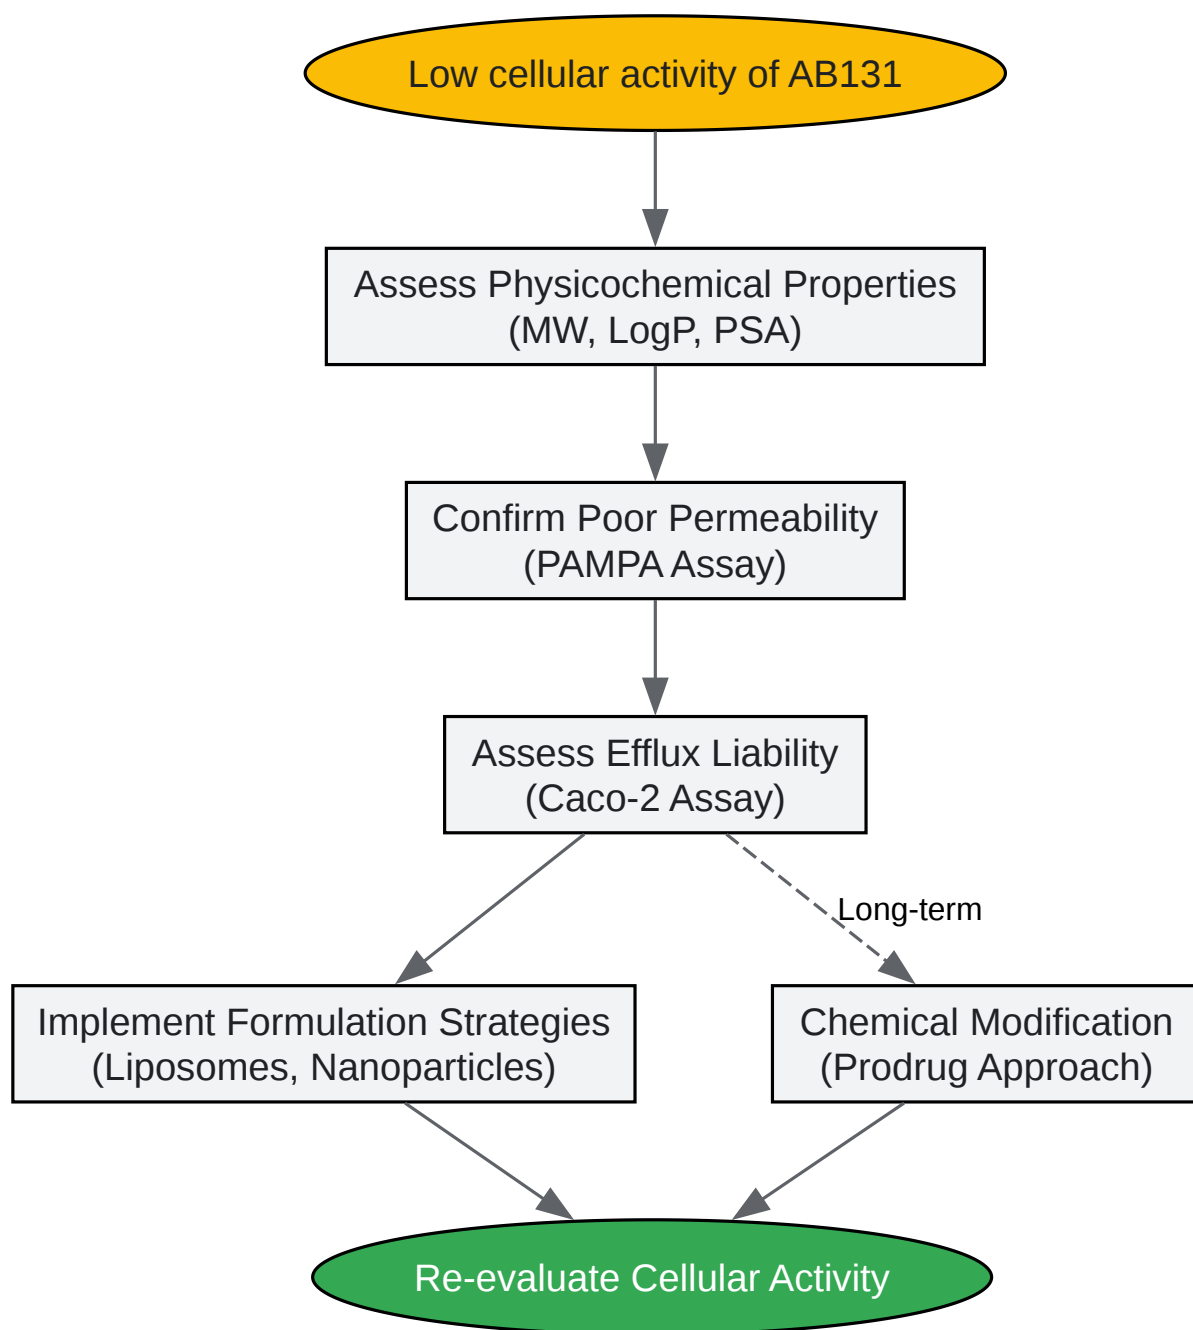 Low cellular activity of AB131
Assess Physicochemical Properties
(MW, LogP, PSA)
Confirm Poor Permeability
(PAMPA Assay)
Assess Efflux Liability
(Caco-2 Assay)
Long-term
Implement Formulation Strategies
(Liposomes, Nanoparticles)
Chemical Modification
(Prodrug Approach)
Re-evaluate Cellular Activity